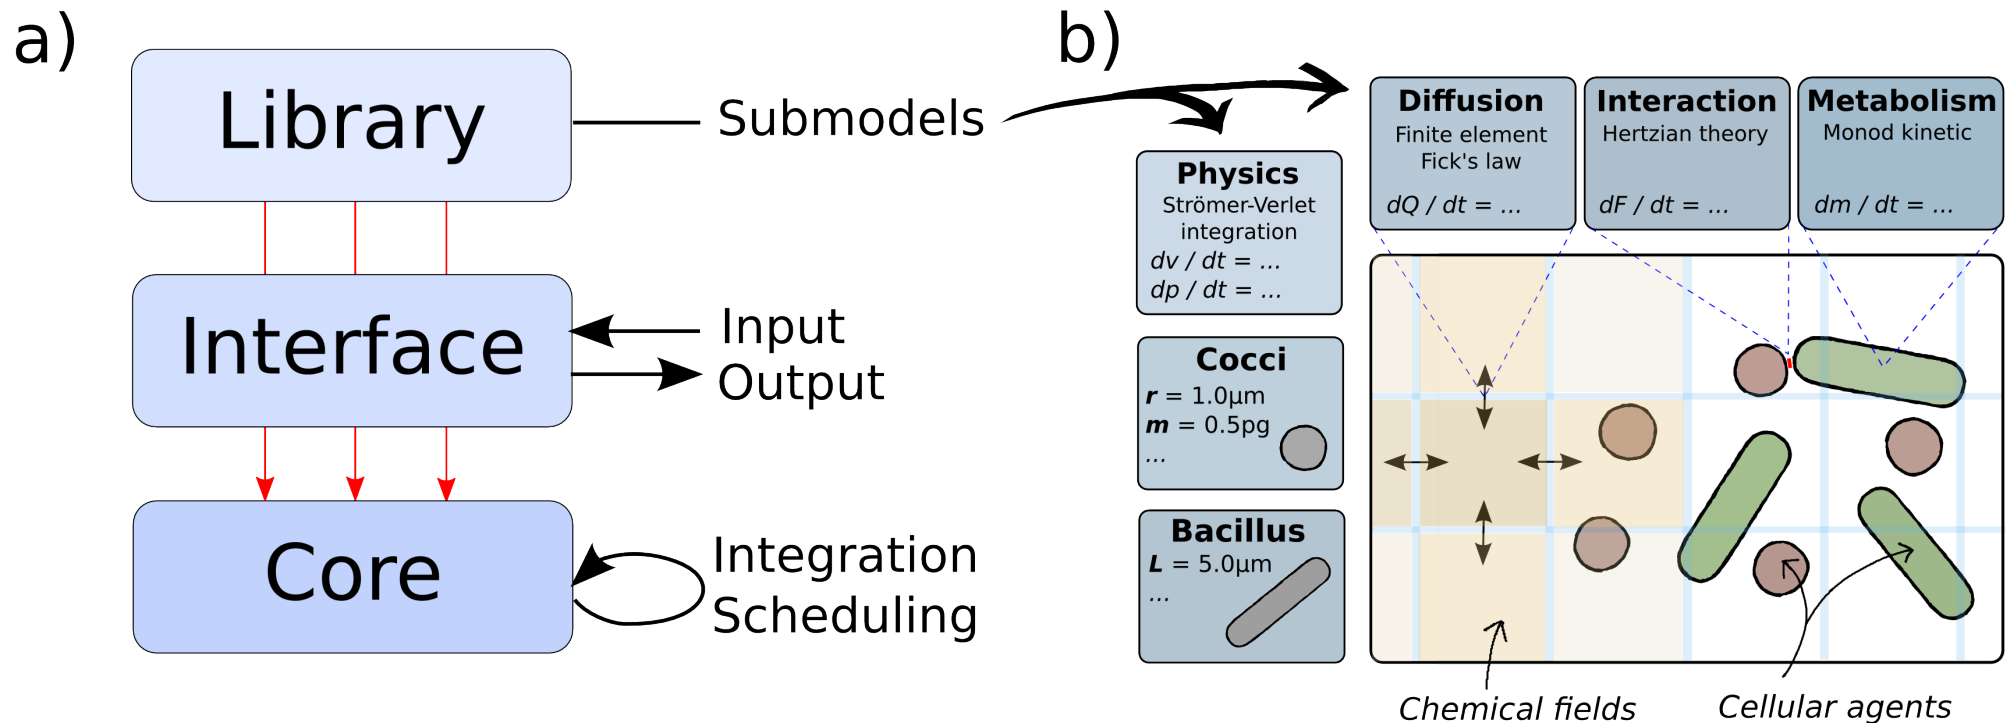 a)
Library
Submodels
Interface
Input
Output
Core
Integration
Scheduling
b)
Physics
Strömer-Verlet
integration
dv / dt = ...
dp / dt = ...
Cocci
r = 1.0μm
m = 0.5pg
...
Bacillus
L = 5.0μm
...
Diffusion
Finite element
Fick's law
dQ / dt = ...
Interaction
Hertzian theory
dF / dt = ...
Metabolism
Monod kinetic
dm / dt = ...
Chemical fields
Cellular agents